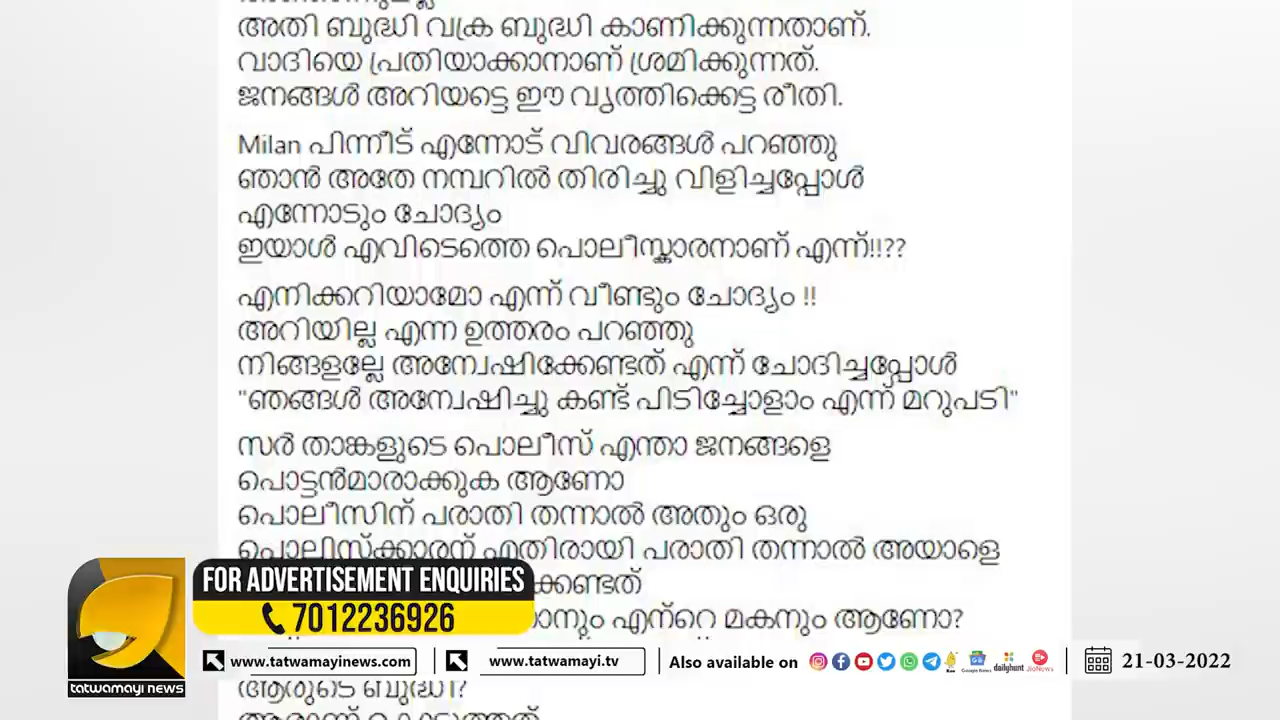 അതി ബുദ്ധി വക്ര ബുദ്ധി കാണിക്കുന്നതാണ്.
വാദിയെ പ്രതിയാക്കാനാണ് ശ്രമിക്കുന്നത്.
ജനങ്ങൾ അറിയട്ടെ ഈ വൃത്തിക്കെട്ട രീതി.
Milan പിന്നീട് എന്നോട് വിവരങ്ങൾ പറഞ്ഞു
ഞാൻ അതേ നമ്പറിൽ തിരിച്ചു വിളിച്ചപ്പോൾ
എന്നോടും ചോദ്യം
ഇയാൾ എവിടെത്തെ പൊലീസ്കാരനാണ് എന്ന്!!??
എനിക്കറിയാമോ എന്ന് വീണ്ടും ചോദ്യം !!
അറിയില്ല എന്ന ഉത്തരം പറഞ്ഞു
നിങ്ങളല്ലേ അന്വേഷിക്കേണ്ടത് എന്ന് ചോദിച്ചപ്പോൾ
"ഞങ്ങൾ അന്വേഷിച്ചു കണ്ട് പിടിച്ചോളാം എന്ന് മറുപടി"
സർ താങ്കളുടെ പൊലീസ് എന്താ ജനങ്ങളെ
പൊട്ടൻമാരാക്കുക ആണോ
പൊലീസിന് പരാതി തന്നാൽ അതും ഒരു
പൊലിസ്ക്കാരന് എതിരായി പരാതി തന്നാൽ അയാളെ
എന്റെ മകനും ആണോ?
FOR ADVERTISEMENT ENQUIRIES
7012236926
tatwamayi news
www.tatwamayinews.com
www.tatwamayi.tv
Also available on
dailyhunt
JioNews
21-03-2022
ആരുടെ ബുദ്ധി?